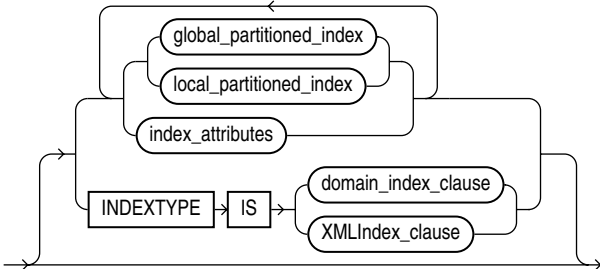 global_partitioned_index
local_partitioned_index
index_attributes
domain_index_clause
INDEXTYPE IS
XMLIndex_clause